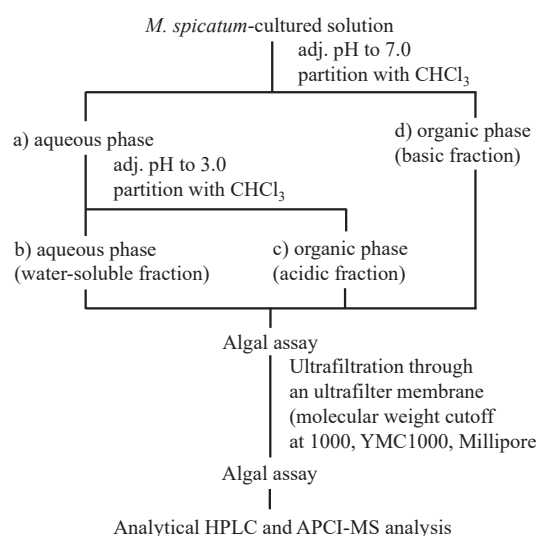 M. spicatum-cultured solution
adj. pH to 7.0
partition with CHCl₃
a) aqueous phase
d) organic phase
(basic fraction)
adj. pH to 3.0
partition with CHCl₃
b) aqueous phase
(water-soluble fraction)
c) organic phase
(acidic fraction)
Algal assay
Ultrafiltration through
an ultrafilter membrane
(molecular weight cutoff
at 1000, YMC1000, Millipore
Algal assay
Analytical HPLC and APCI-MS analysis